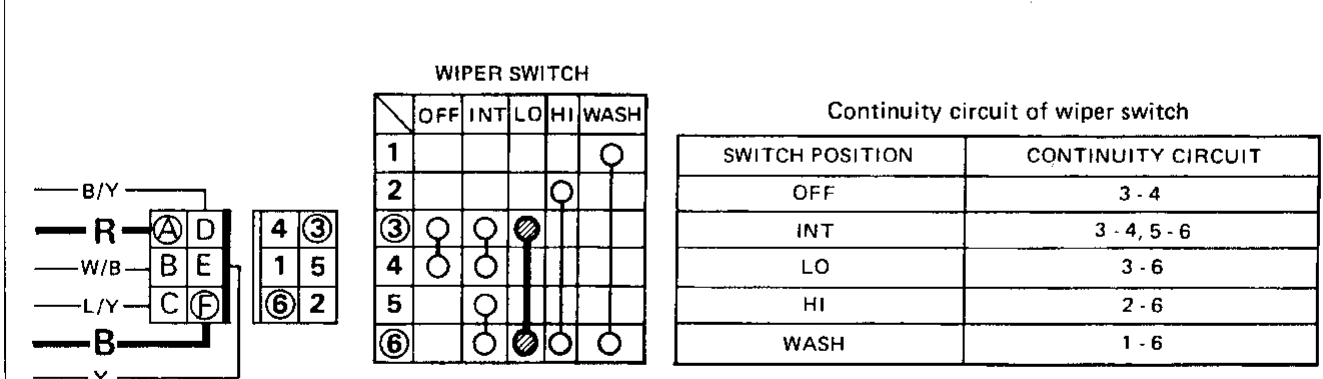 WIPER SWITCH
OFF INT LO HI WASH
1
2
3
4
5
6
B/Y
R
W/B
L/Y
B
Y
A D
B E
C F
4 3
1 5
6 2
Continuity circuit of wiper switch
SWITCH POSITION CONTINUITY CIRCUIT
OFF 3 - 4
INT 3 - 4, 5 - 6
LO 3 - 6
HI 2 - 6
WASH 1 - 6